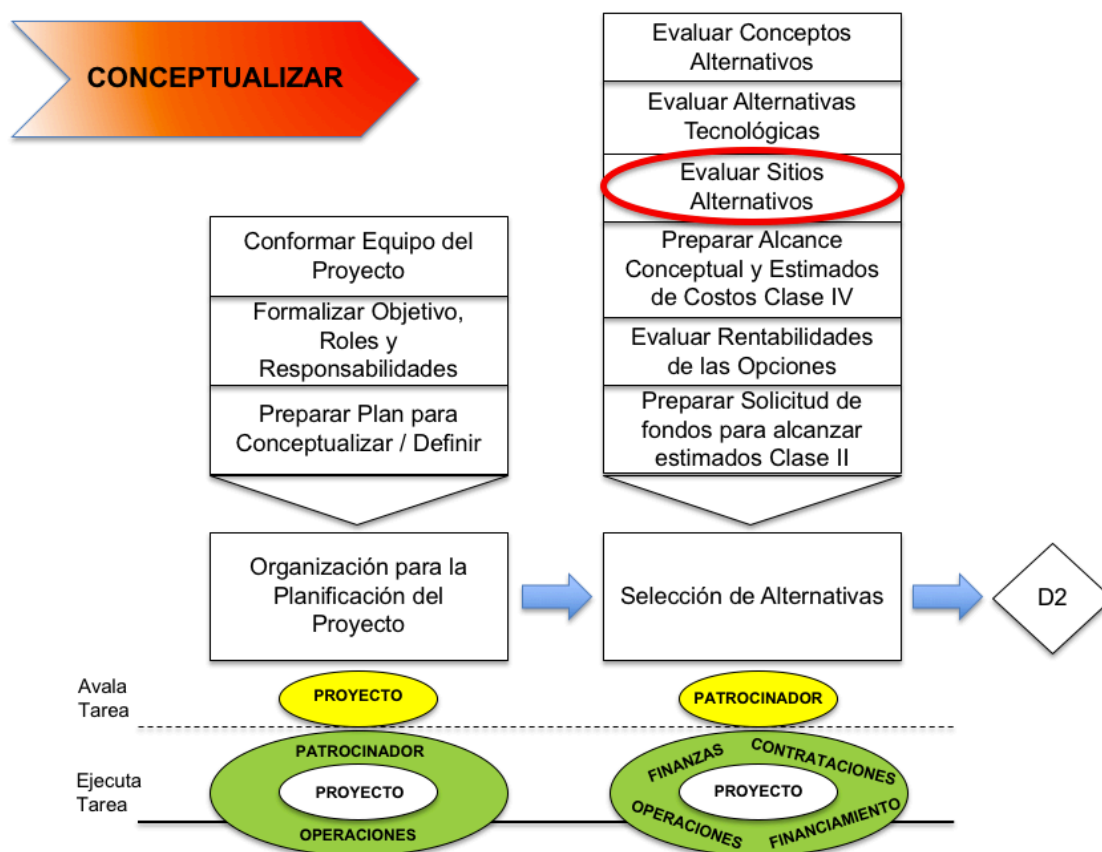 CONCEPTUALIZAR
Conformar Equipo del
Proyecto
Formalizar Objetivo,
Roles y
Responsabilidades
Preparar Plan para
Conceptualizar / Definir
Evaluar Conceptos
Alternativos
Evaluar Alternativas
Tecnológicas
Evaluar Sitios
Alternativos
Preparar Alcance
Conceptual y Estimados
de Costos Clase IV
Evaluar Rentabilidades
de las Opciones
Preparar Solicitud de
fondos para alcanzar
estimados Clase II
Organización para la
Planificación del
Proyecto
Selección de Alternativas
D2
Avala
Tarea
PROYECTO
PATROCINADOR
Ejecuta
Tarea
PATROCINADOR
PROYECTO
OPERACIONES
FINANZAS
CONTRATACIONES
PROYECTO
OPERACIONES
FINANCIAMIENTO